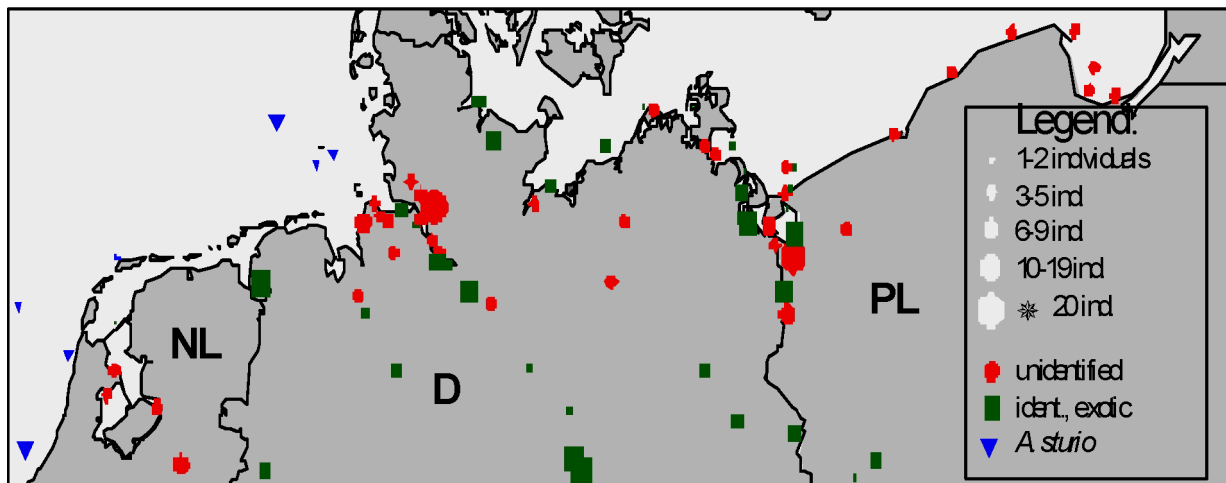 Legend:
1-2 indviduals
3-5 ind.
6-9 ind.
10-19 ind.
✵ 20 ind.
NL
D
PL
unidentified
ident., exotic
A. sturio